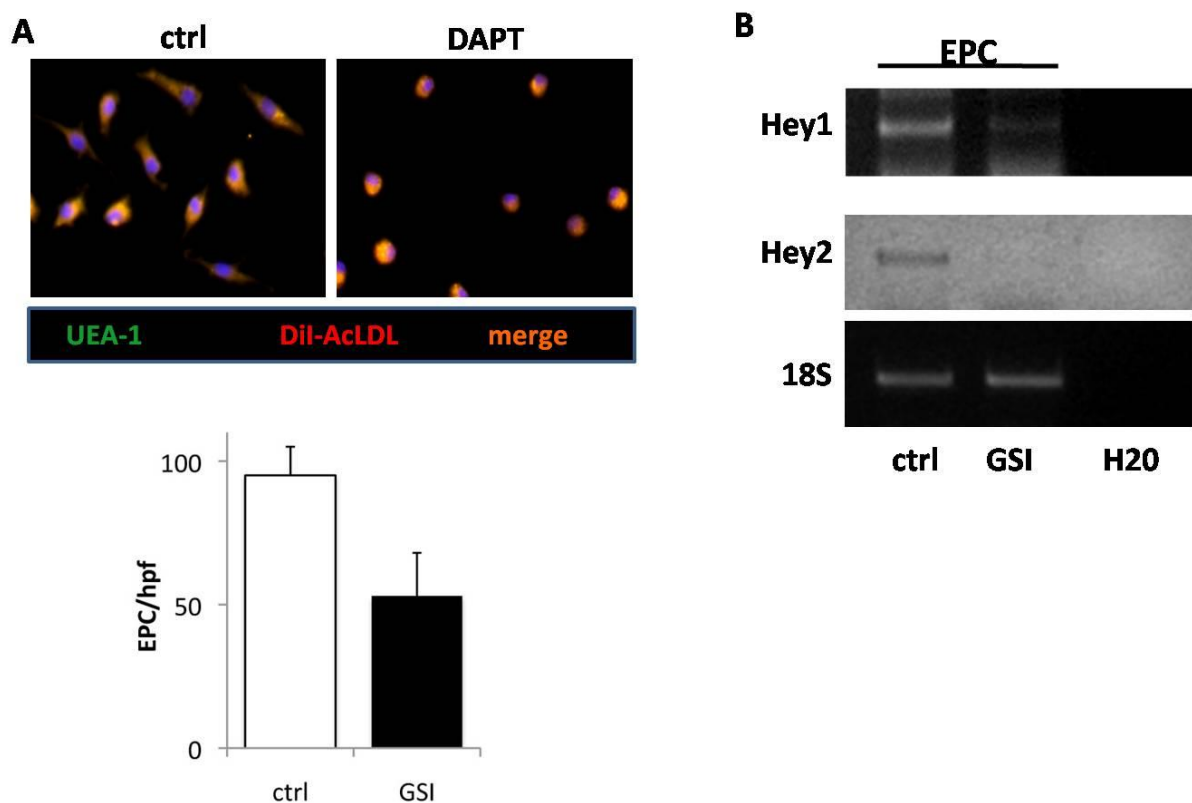 A
ctrl DAPT
UEA-1 DiI-AcLDL merge
EPC/hpf
100
50
0
ctrl GSI
B
EPC
Hey1
Hey2
18S
ctrl GSI H20